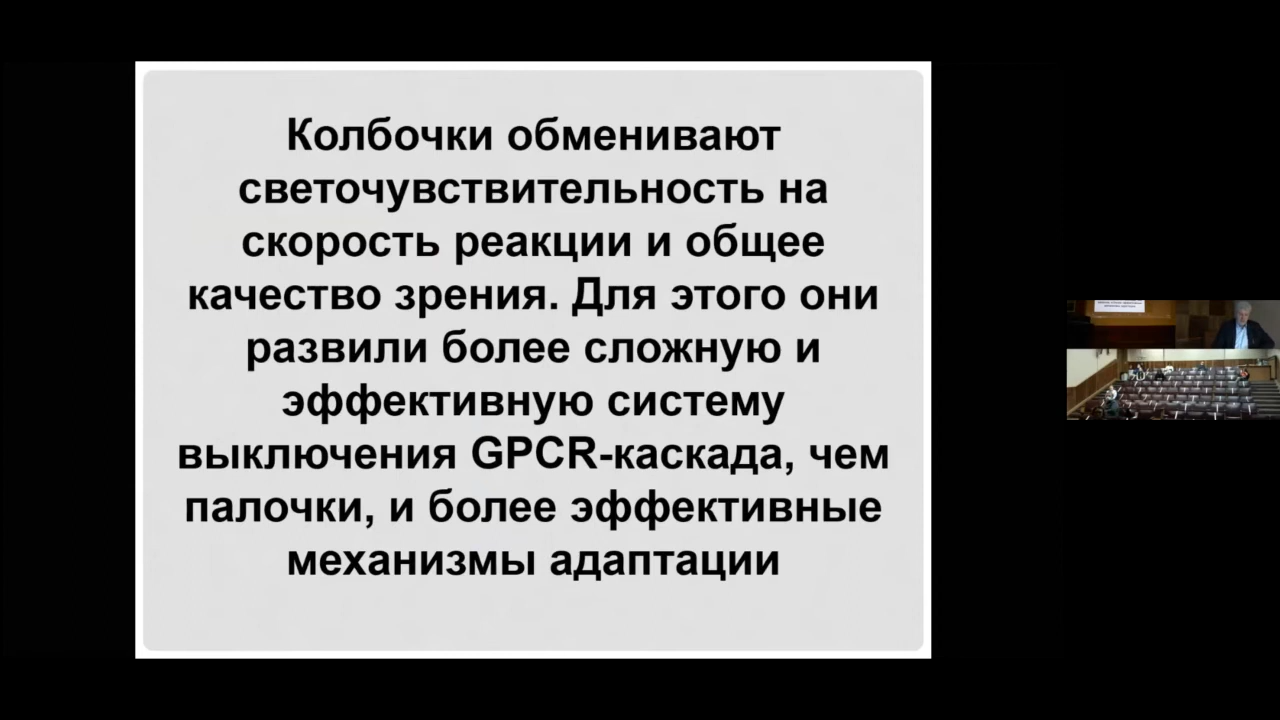 Колбочки обменивают
светочувствительность на
скорость реакции и общее
качество зрения. Для этого они
развили более сложную и
эффективную систему
выключения GPCR-каскада, чем
палочки, и более эффективные
механизмы адаптации